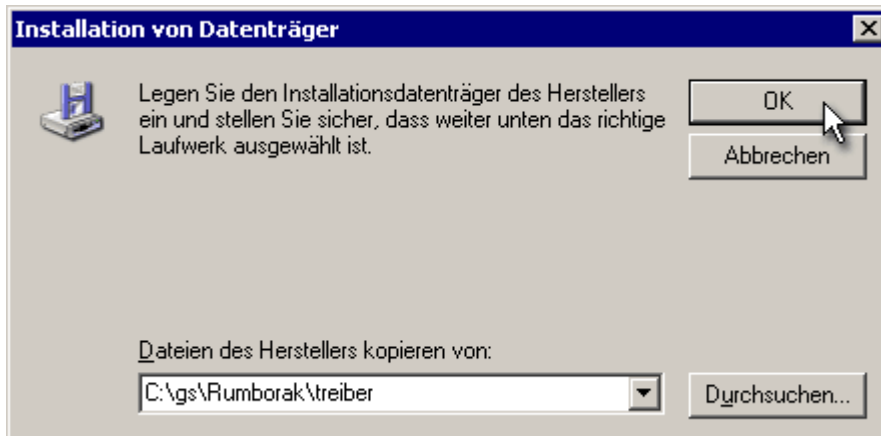 Installation von Datenträger
Legen Sie den Installationsdatenträger des Herstellers
ein und stellen Sie sicher, dass weiter unten das richtige
Laufwerk ausgewählt ist.
OK
Abbrechen
Dateien des Herstellers kopieren von:
C:\gs\Rumborak\treiber
Durchsuchen...